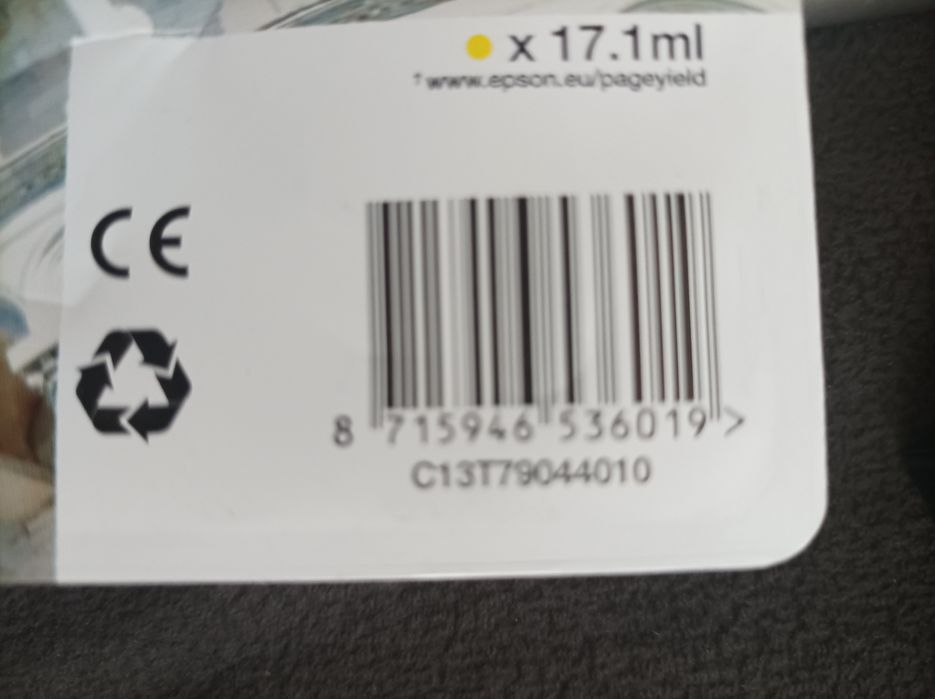 x 17.1ml
†www.epson.eu/pageyield
CE
8 715946 536019 >
C13T79044010